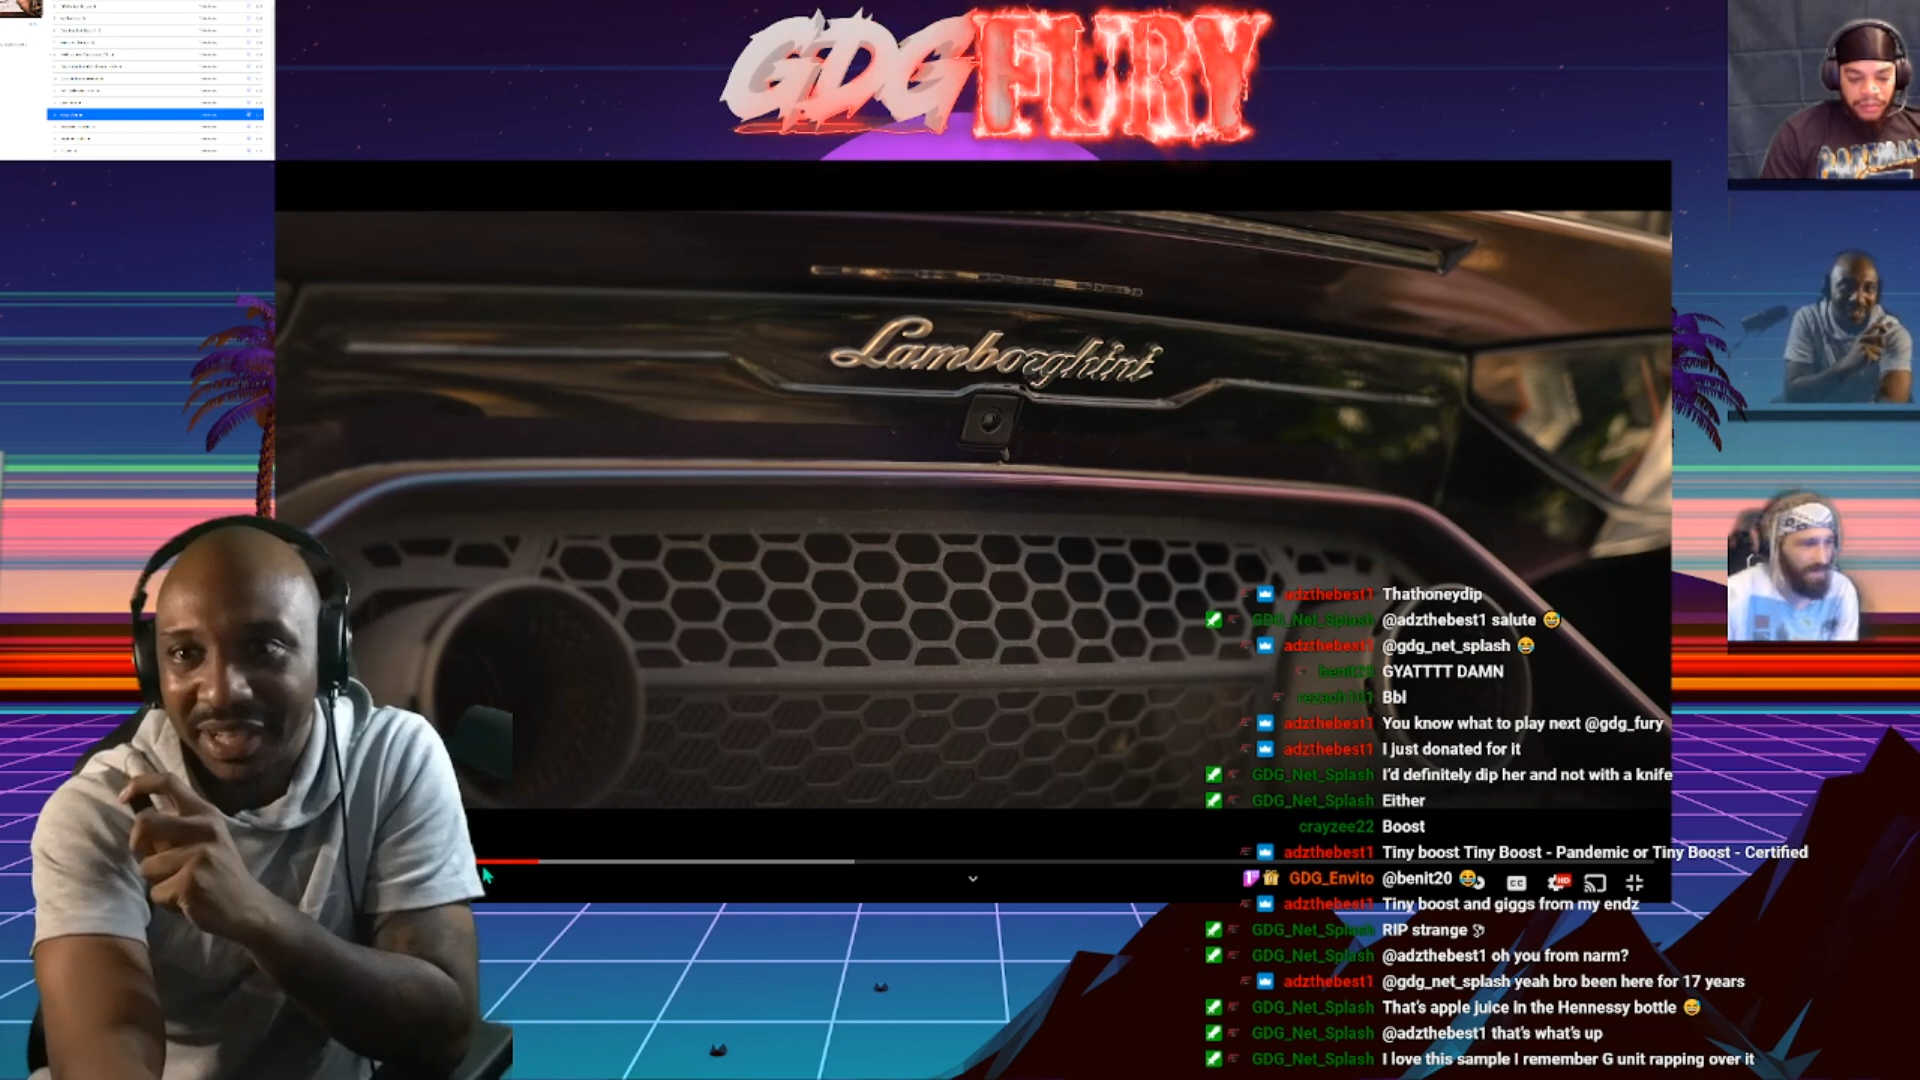 GDG FURY
Lamborghini
adzthebest1 Thathoneydip
GDG_Net_Splash @adzthebest1 salute 😅
adzthebest1 @gdg_net_splash 😂
benit20 GYATTTT DAMN
rezach101 Bbl
adzthebest1 You know what to play next @gdg_fury
adzthebest1 I just donated for it
GDG_Net_Splash I'd definitely dip her and not with a knife
GDG_Net_Splash Either
crayzee22 Boost
adzthebest1 Tiny boost Tiny Boost - Pandemic or Tiny Boost - Certified
GDG_Envito @benit20 😂
CC HD
adzthebest1 Tiny boost and giggs from my endz
GDG_Net_Splash RIP strange 🕊
GDG_Net_Splash @adzthebest1 oh you from narm?
adzthebest1 @gdg_net_splash yeah bro been here for 17 years
GDG_Net_Splash That's apple juice in the Hennessy bottle 😅
GDG_Net_Splash @adzthebest1 that's what's up
GDG_Net_Splash I love this sample I remember G unit rapping over it